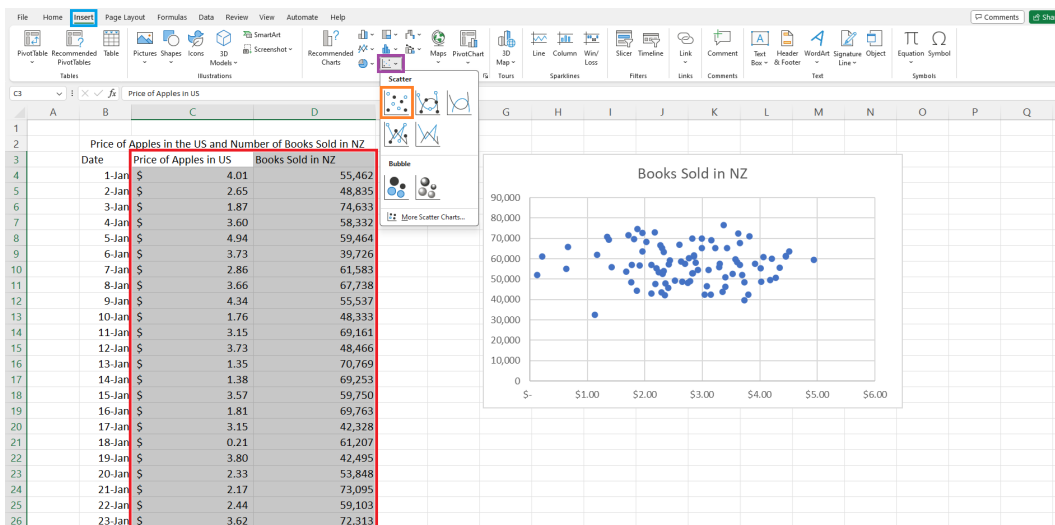 File Home Insert Page Layout Formulas Data Review View Automate Help
Comments Sha
PivotTable Recommended PivotTables Table
Pictures Shapes Icons 3D Models
SmartArt
Screenshot
Recommended Charts
Maps PivotChart
3D Map
Line Column Win/Loss
Slicer Timeline
Link
Comment
Text Box Header & Footer WordArt Signature Line Object
Equation Symbol
Tables Illustrations Tours Sparklines Filters Links Comments Text Symbols
C3 fx Price of Apples in US
Scatter
Bubble
More Scatter Charts...
A B C D G H I J K L M N O P Q
1
2 Price of Apples in the US and Number of Books Sold in NZ
3 Date Price of Apples in US Books Sold in NZ
4 1-Jan $ 4.01 55,462
5 2-Jan $ 2.65 48,835
6 3-Jan $ 1.87 74,633
7 4-Jan $ 3.60 58,332
8 5-Jan $ 4.94 59,464
9 6-Jan $ 3.73 39,726
10 7-Jan $ 2.86 61,583
11 8-Jan $ 3.66 67,738
12 9-Jan $ 4.34 55,537
13 10-Jan $ 1.76 48,333
14 11-Jan $ 3.15 69,161
15 12-Jan $ 3.73 48,466
16 13-Jan $ 1.35 70,769
17 14-Jan $ 1.38 69,253
18 15-Jan $ 3.57 59,750
19 16-Jan $ 1.81 69,763
20 17-Jan $ 3.15 42,328
21 18-Jan $ 0.21 61,207
22 19-Jan $ 3.80 42,495
23 20-Jan $ 2.33 53,848
24 21-Jan $ 2.17 73,095
25 22-Jan $ 2.44 59,103
26 23-Jan $ 3.62 72,313
Books Sold in NZ
90,000
80,000
70,000
60,000
50,000
40,000
30,000
20,000
10,000
0
$- $1.00 $2.00 $3.00 $4.00 $5.00 $6.00